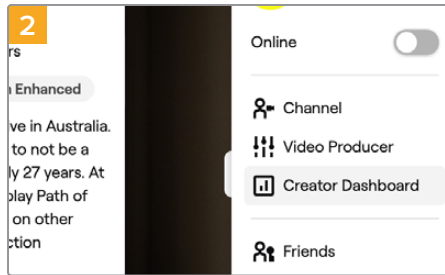 2
rs
Enhanced
ve in Australia.
to not be a
ly 27 years. At
play Path of
on other
ction
Online
Channel
Video Producer
Creator Dashboard
Friends